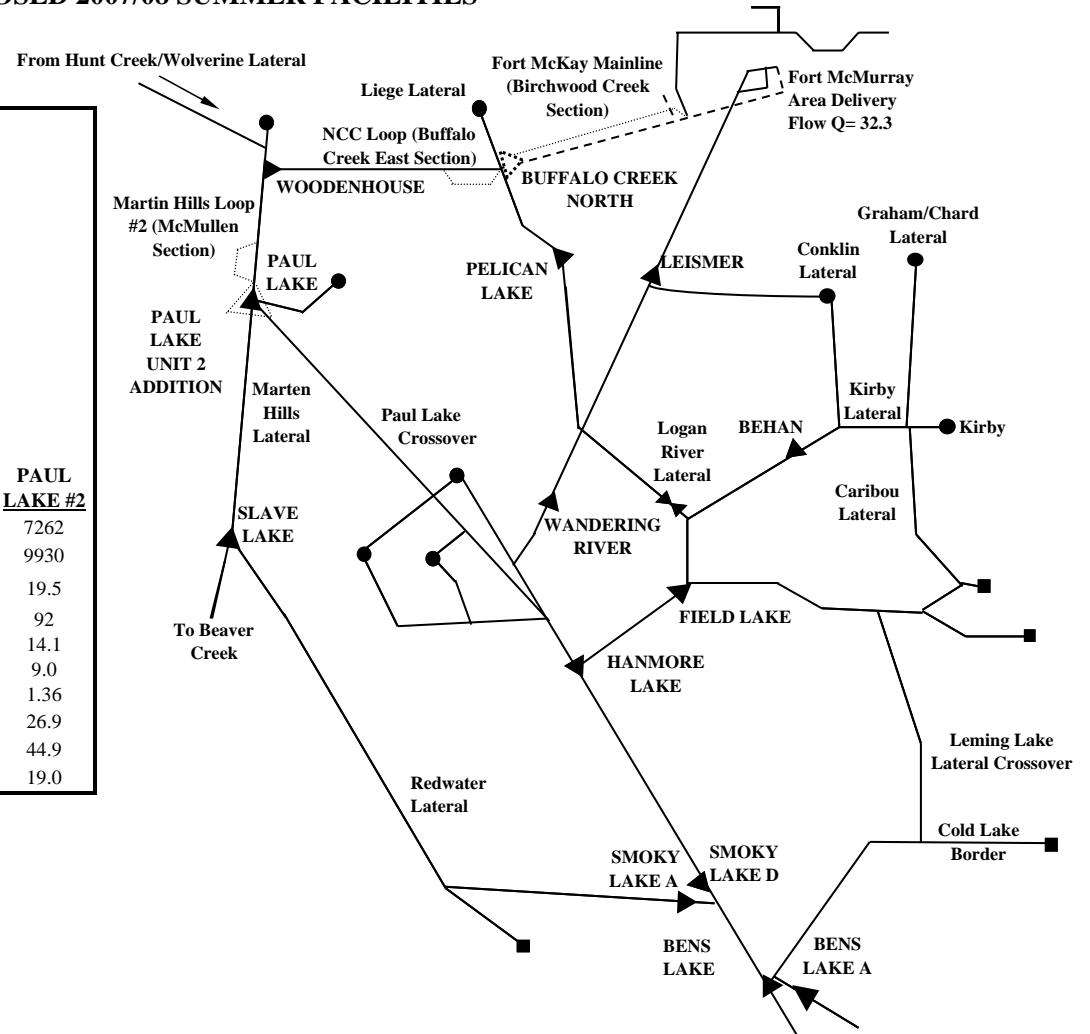 OSED 2007/08 SUMMER FACILITIES
From Hunt Creek/Wolverine Lateral
Liege Lateral
Fort McKay Mainline
(Birchwood Creek
Section)
Fort McMurray
Area Delivery
Flow Q= 32.3
NCC Loop (Buffalo
Creek East Section)
WOODENHOUSE
BUFFALO CREEK
NORTH
Martin Hills Loop
#2 (McMullen
Section)
PAUL
LAKE
PELICAN
LAKE
LEISMER
Conklin
Lateral
Graham/Chard
Lateral
PAUL
LAKE
UNIT 2
ADDITION
Marten
Hills
Lateral
Paul Lake
Crossover
Logan
River
Lateral
BEHAN
Kirby
Lateral
Kirby
Caribou
Lateral
PAUL
LAKE #2
7262
9930
19.5
92
14.1
9.0
1.36
26.9
44.9
19.0
SLAVE
LAKE
WANDERING
RIVER
To Beaver
Creek
FIELD LAKE
HANMORE
LAKE
Leming Lake
Lateral Crossover
Redwater
Lateral
Cold Lake
Border
SMOKY
LAKE A
SMOKY
LAKE D
BENS
LAKE
BENS
LAKE A